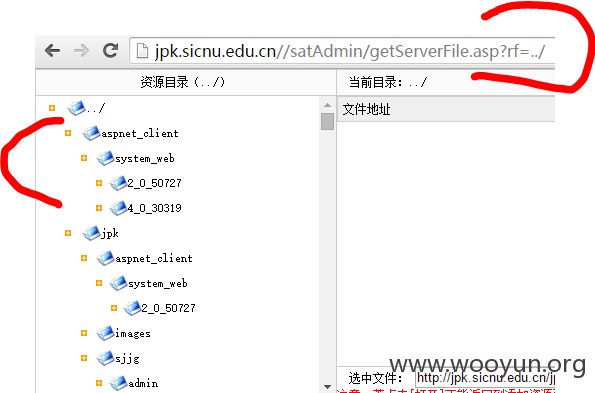 jpk.sicnu.edu.cn//satAdmin/getServerFile.asp?rf=../
资源目录（../）
当前目录：../
../
文件地址
aspnet_client
system_web
2_0_50727
4_0_30319
jpk
aspnet_client
system_web
2_0_50727
images
sjjg
admin
www.wooyun.org
选中文件：
http://jpk.sicnu.edu.cn/jp